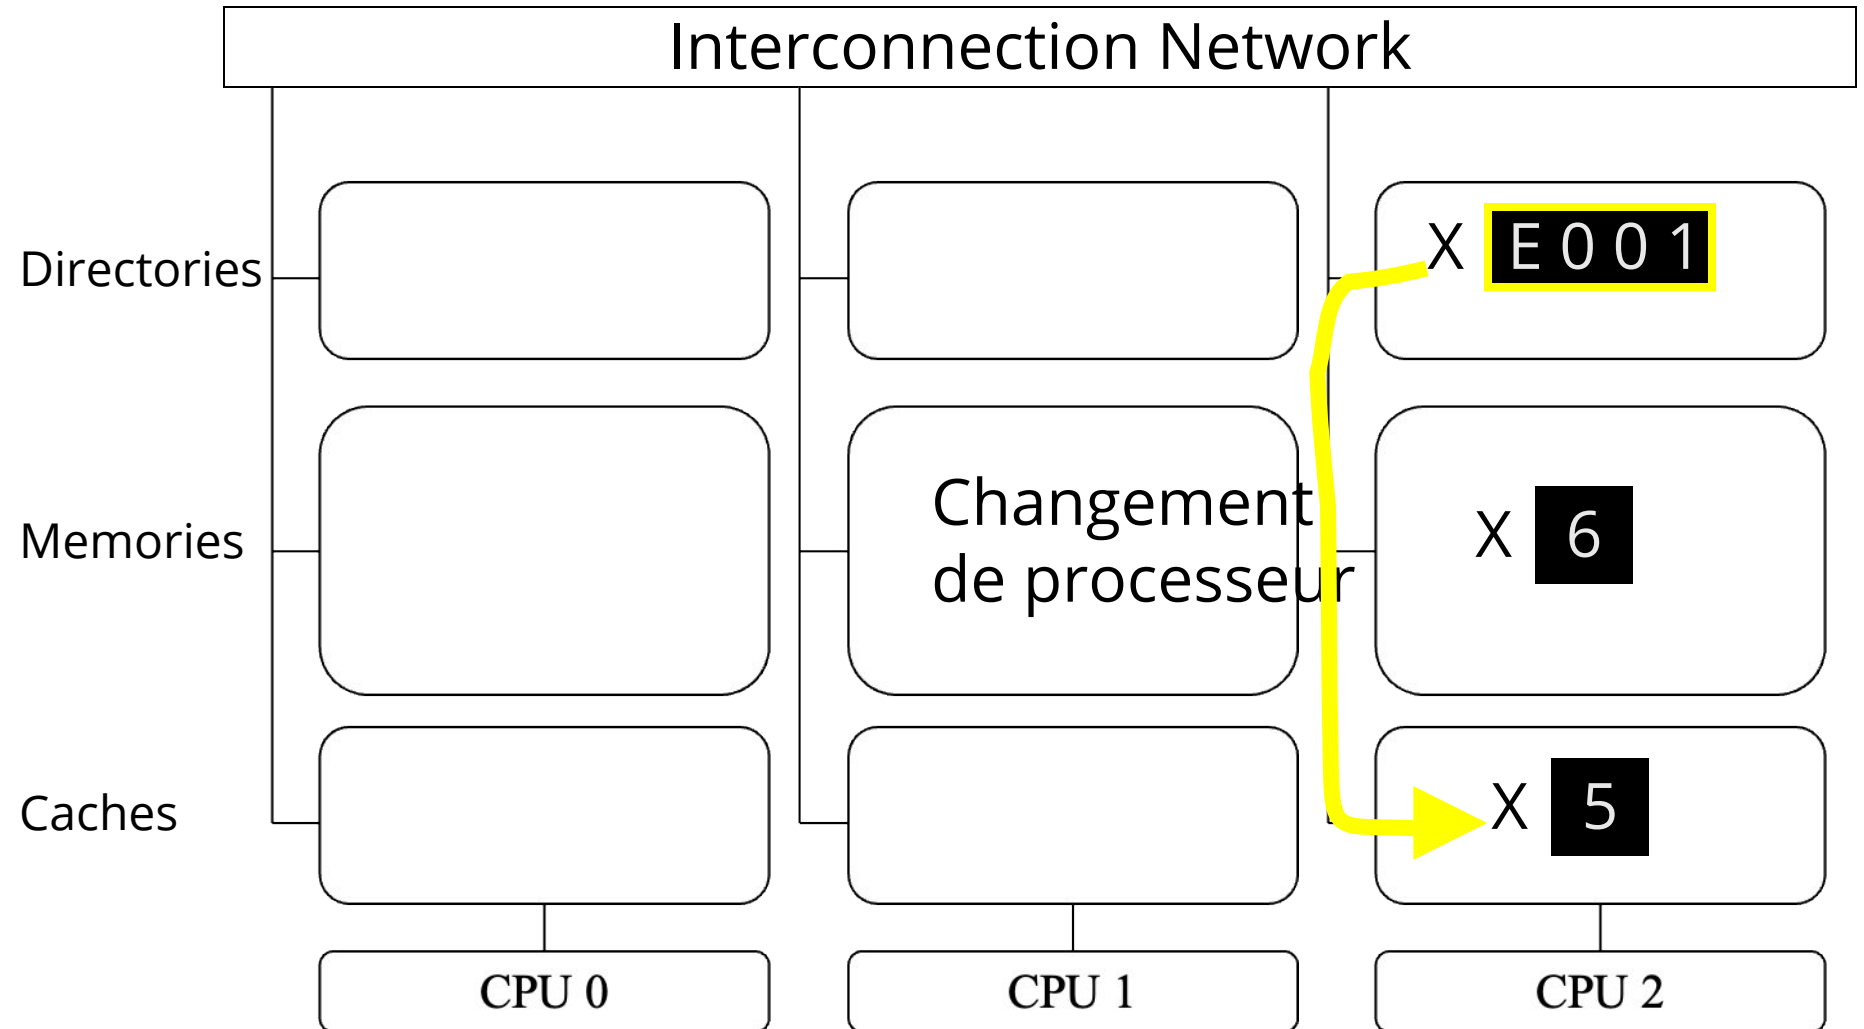 Interconnection Network
Directories
X E 0 0 1
Memories
Changement
de processeur
X 6
Caches
X 5
CPU 0
CPU 1
CPU 2